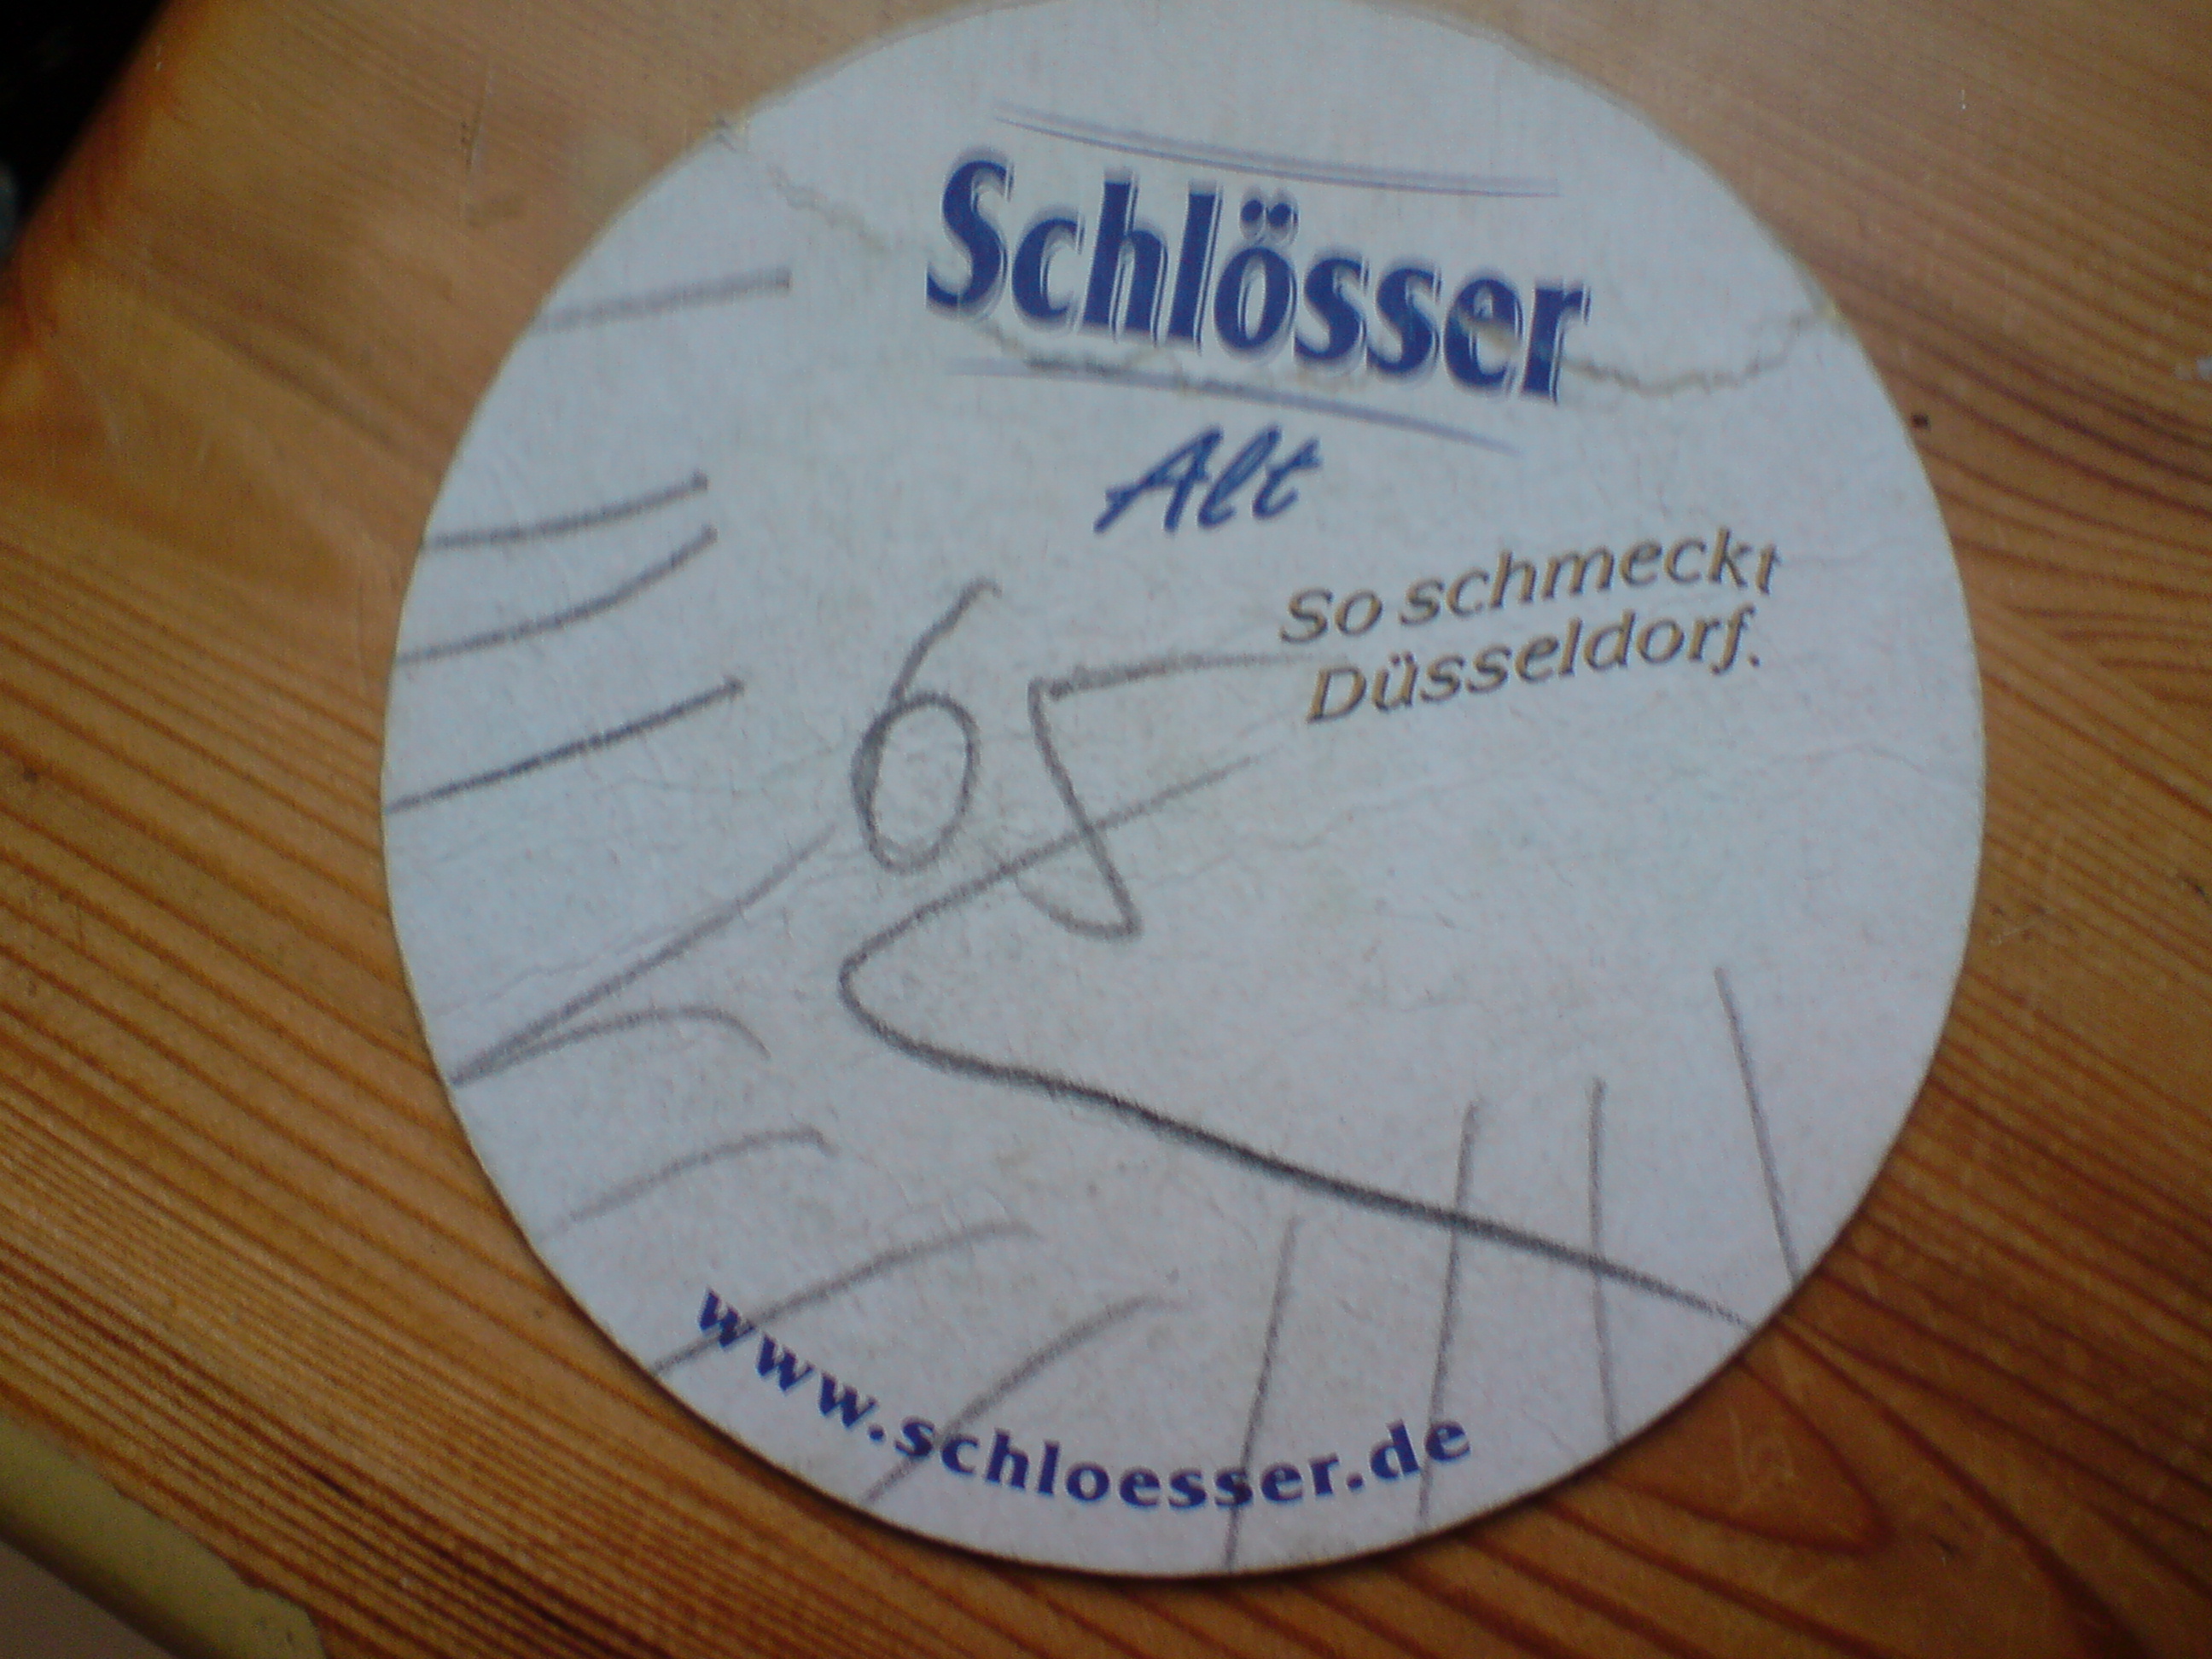 Schlösser
Alt
So schmeckt
Düsseldorf.
65
www.schloesser.de